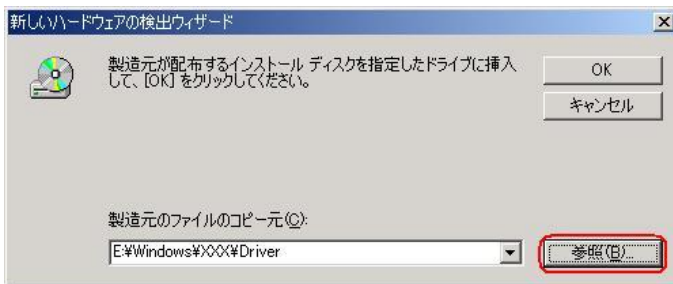 新しいハードウェアの検出ウィザード
製造元が配布するインストール ディスクを指定したドライブに挿入
して、[OK] をクリックしてください。
OK
キャンセル
製造元のファイルのコピー元(C):
E:¥Windows¥XXX¥Driver
参照(B)...